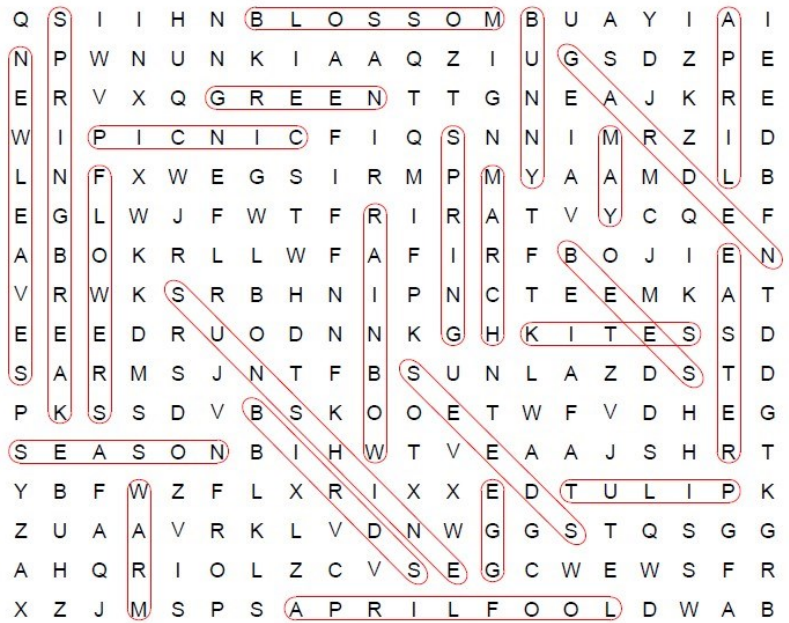 Q S I I H N B L O S S O M B U A Y I A I
N P W N U N K I A A Q Z I U G S D Z P E
E R V X Q G R E E N T T G N E A J K R E
W I P I C N I C F I Q S N N I M R Z I D
L N F X W E G S I R M P M Y A A M D L B
E G L W J F W T F R I R A T V Y C Q E F
A B O K R L L W F A F I R F B O J I E N
V R W K S R B H N I P N C T E E M K A T
E E E D R U O D N N K G H K I T E S S D
S A R M S J N T F B S U N L A Z D S T D
P K S S D V B S K O O E T W F V D H E G
S E A S O N B I H W T V E A A J S H R T
Y B F W Z F L X R I X X E D T U L I P K
Z U A A V R K L V D N W G G S T Q S G G
A H Q R I O L Z C V S E G C W E W S F R
X Z J M S P S A P R I L F O O L D W A B